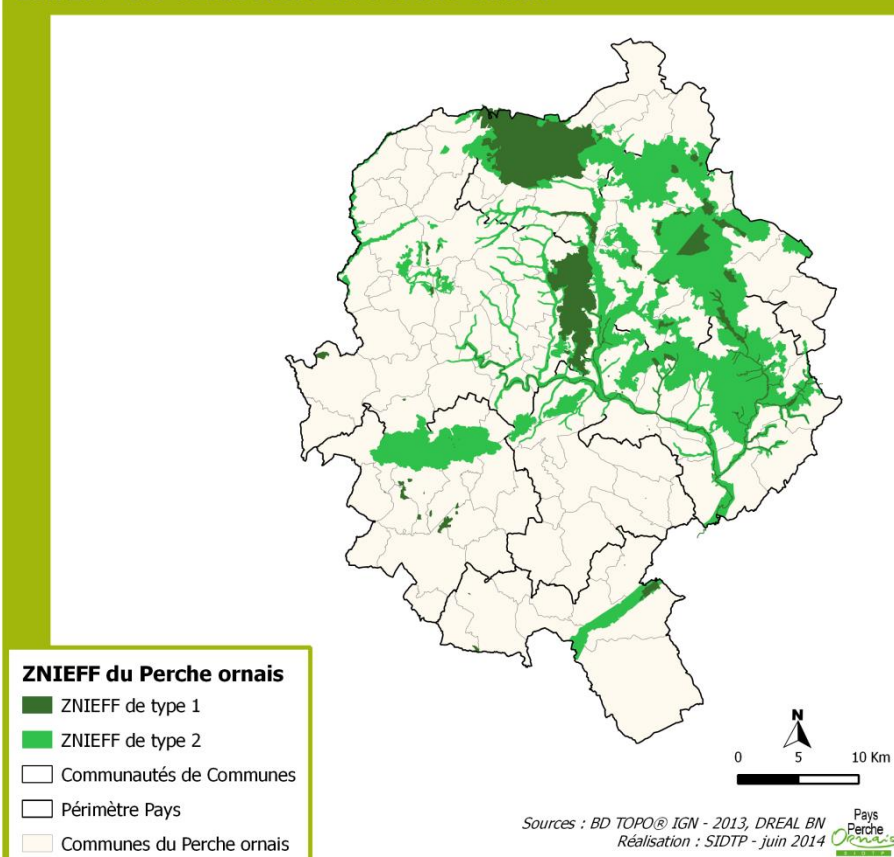 ZNIEFF du Perche ornais
ZNIEFF de type 1
ZNIEFF de type 2
Communautés de Communes
Périmètre Pays
Communes du Perche ornais
N
0 5 10 Km
Sources : BD TOPO® IGN - 2013, DREAL BN
Réalisation : SIDTP - juin 2014
Pays
Perche
Ornais
SIDTP